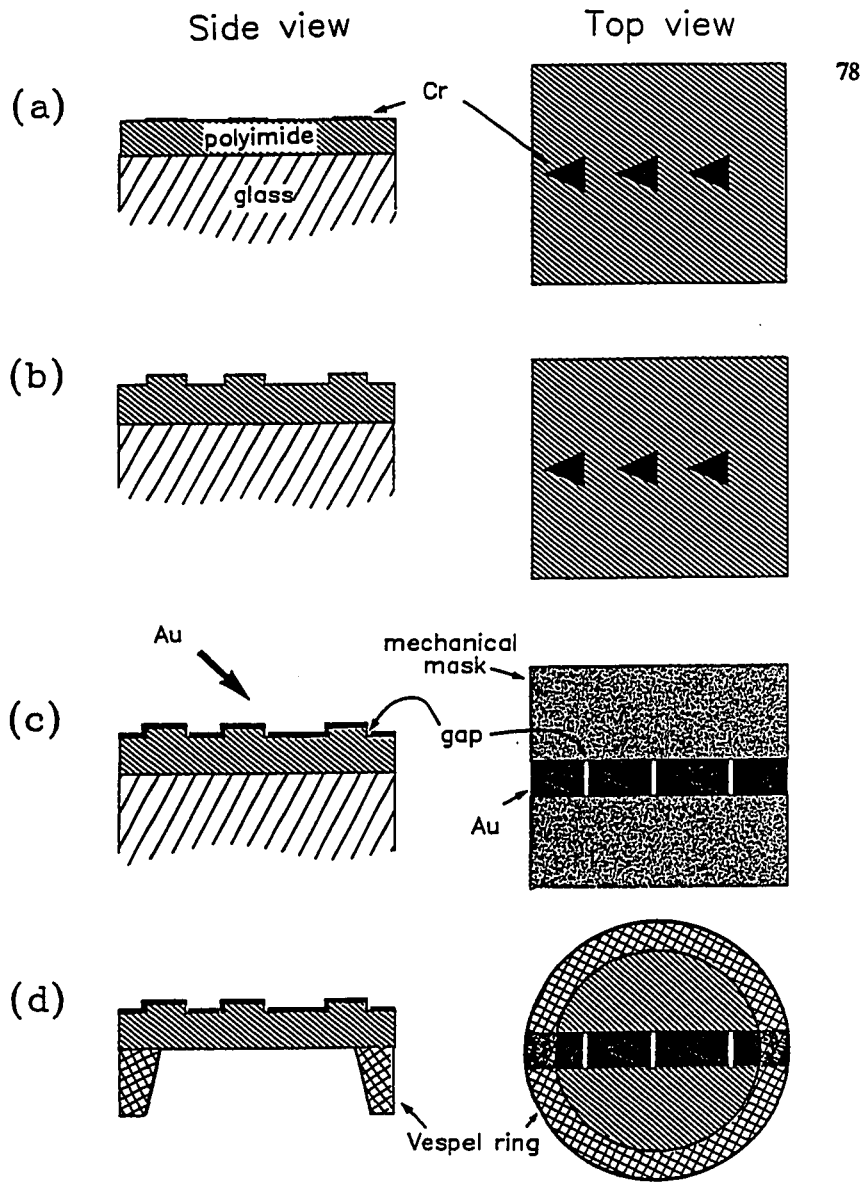 Side view
Top view
78
(a)
Cr
polyimide
glass
(b)
Au
mechanical
mask
(c)
gap
Au
(d)
Vespel ring